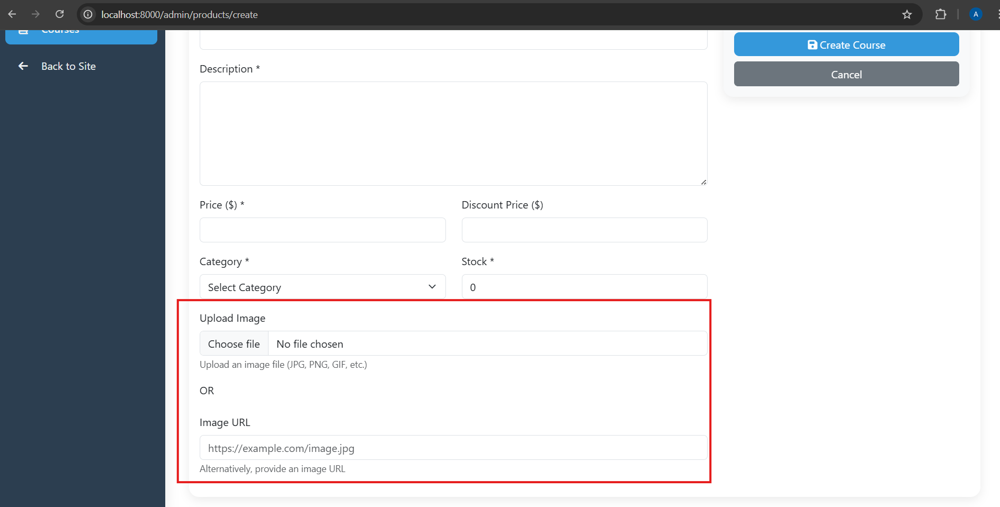 localhost:8000/admin/products/create
A
Courses
Back to Site
Create Course
Cancel
Description *
Price ($) *
Discount Price ($)
Category *
Stock *
Select Category
0
Upload Image
Choose file
No file chosen
Upload an image file (JPG, PNG, GIF, etc.)
OR
Image URL
https://example.com/image.jpg
Alternatively, provide an image URL